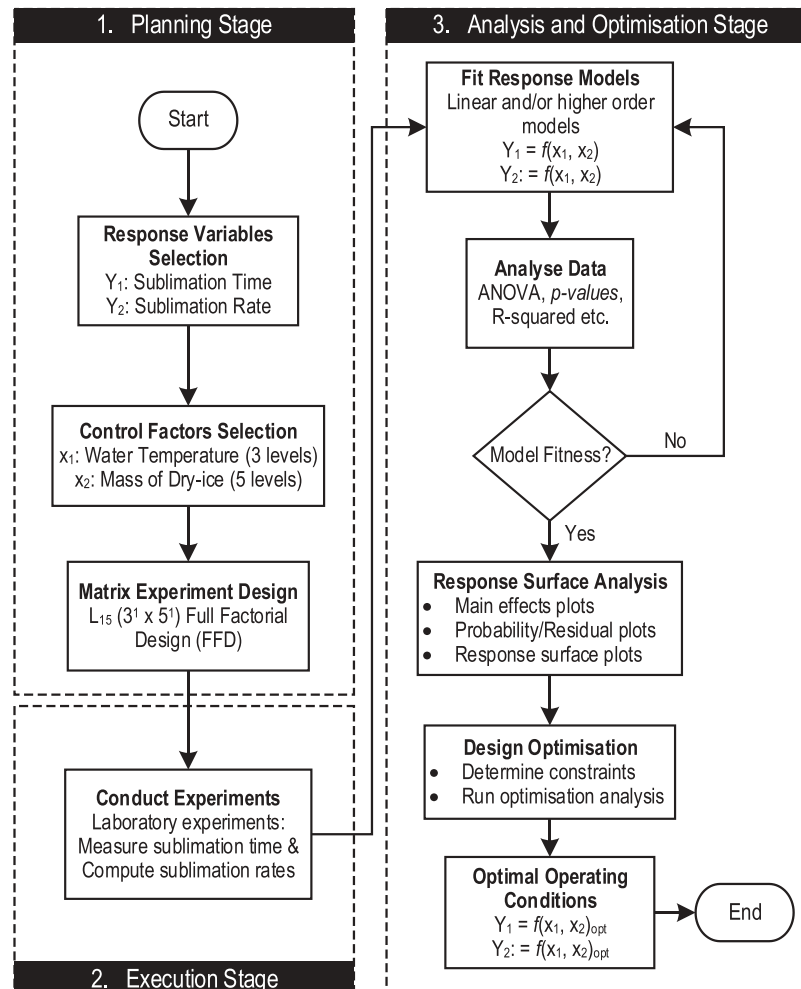 1. Planning Stage
Start
Response Variables
Selection
Y₁: Sublimation Time
Y₂: Sublimation Rate
Control Factors Selection
x₁: Water Temperature (3 levels)
x₂: Mass of Dry-ice (5 levels)
Matrix Experiment Design
L₁₅ (3¹ x 5¹) Full Factorial
Design (FFD)
Conduct Experiments
Laboratory experiments:
Measure sublimation time &
Compute sublimation rates
2. Execution Stage
3. Analysis and Optimisation Stage
Fit Response Models
Linear and/or higher order
models
Y₁ = f(x₁, x₂)
Y₂: = f(x₁, x₂)
Analyse Data
ANOVA, p-values,
R-squared etc.
Model Fitness?
No
Yes
Response Surface Analysis
• Main effects plots
• Probability/Residual plots
• Response surface plots
Design Optimisation
• Determine constraints
• Run optimisation analysis
Optimal Operating
Conditions
Y₁ = f(x₁, x₂)opt
Y₂: = f(x₁, x₂)opt
End